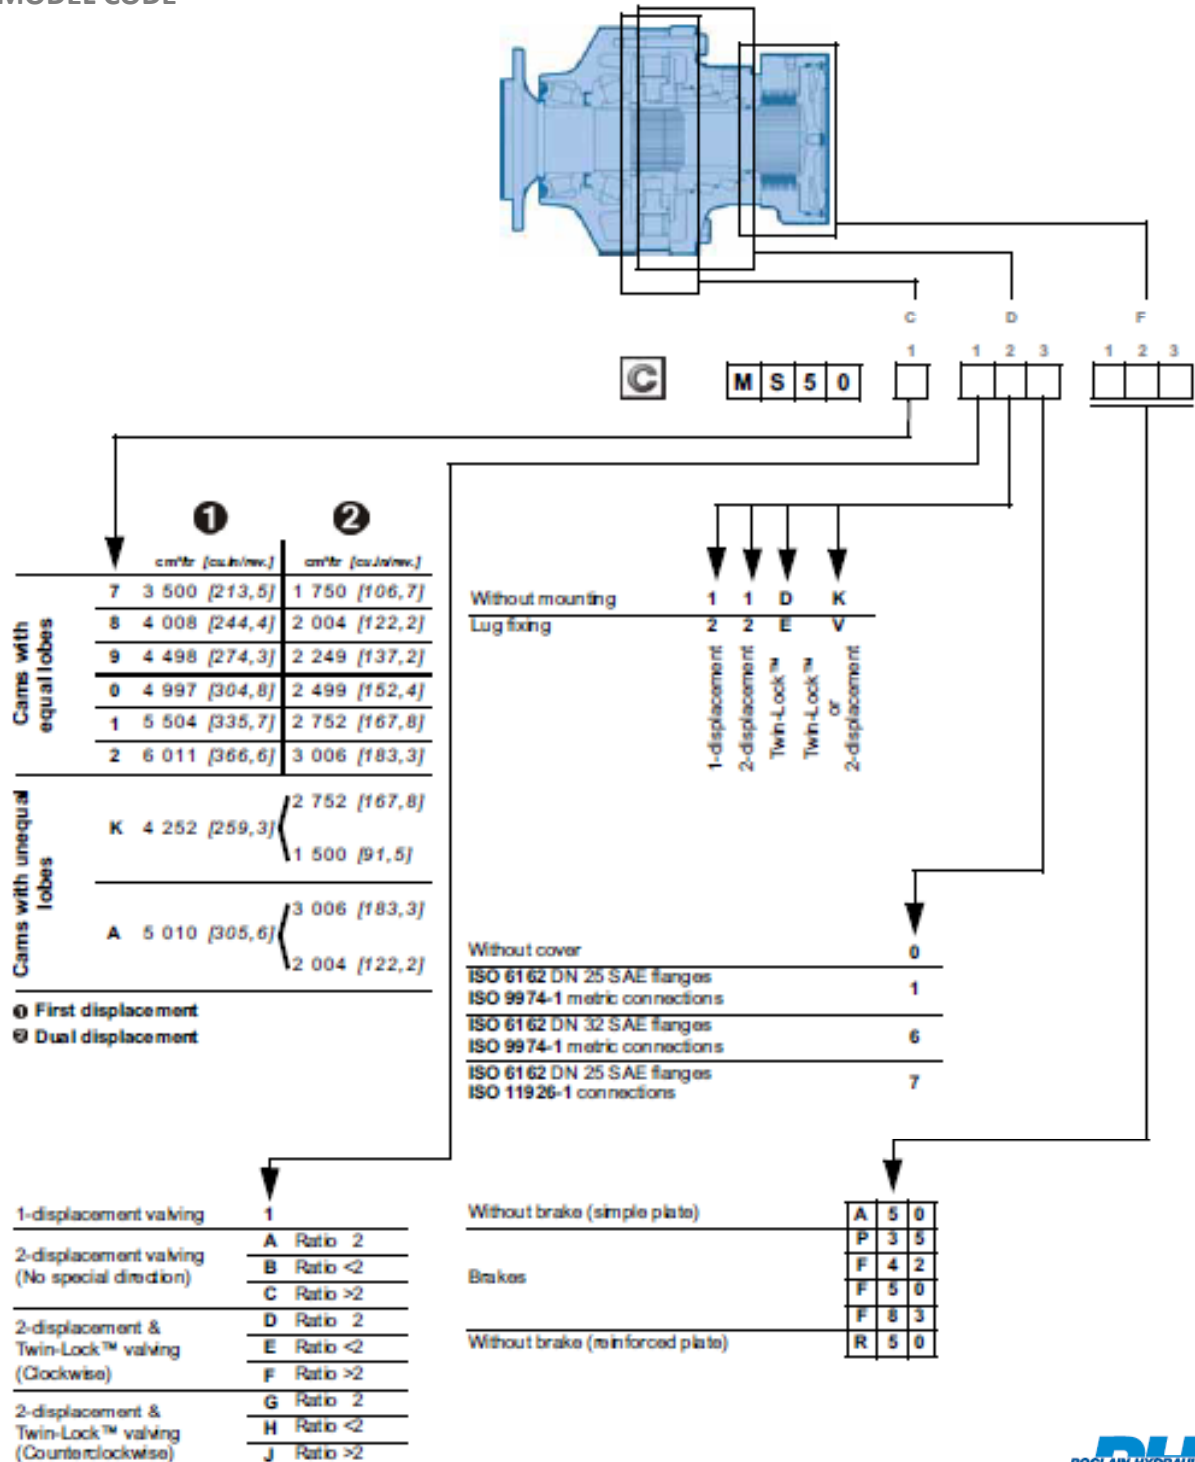 MODEL CODE
C D F
1 1 2 3 1 2 3
C M S 5 0
1 2
cm³/tr [cu.in/rev.] cm³/tr [cu.in/rev.]
Cams with
equal lobes
7 3 500 [213,5] 1 750 [106,7]
8 4 008 [244,4] 2 004 [122,2]
9 4 498 [274,3] 2 249 [137,2]
0 4 997 [304,8] 2 499 [152,4]
1 5 504 [335,7] 2 752 [167,8]
2 6 011 [366,6] 3 006 [183,3]
Cams with unequal
lobes
K 4 252 [259,3] 2 752 [167,8]
1 500 [91,5]
A 5 010 [305,6] 3 006 [183,3]
2 004 [122,2]
1 First displacement
2 Dual displacement
Without mounting 1 1 D K
Lug fixing 2 2 E V
1-displacement
2-displacement
Twin-Lock™
Twin-Lock™
or
2-displacement
Without cover 0
ISO 6162 DN 25 SAE flanges
ISO 9974-1 metric connections 1
ISO 6162 DN 32 SAE flanges
ISO 9974-1 metric connections 6
ISO 6162 DN 25 SAE flanges
ISO 11926-1 connections 7
1-displacement valving 1
2-displacement valving
(No special direction)
A Ratio 2
B Ratio <2
C Ratio >2
2-displacement &
Twin-Lock™ valving
(Clockwise)
D Ratio 2
E Ratio <2
F Ratio >2
2-displacement &
Twin-Lock™ valving
(Counterclockwise)
G Ratio 2
H Ratio <2
J Ratio >2
Without brake (simple plate) A 5 0
Brakes
P 3 5
F 4 2
F 5 0
F 8 3
Without brake (reinforced plate) R 5 0